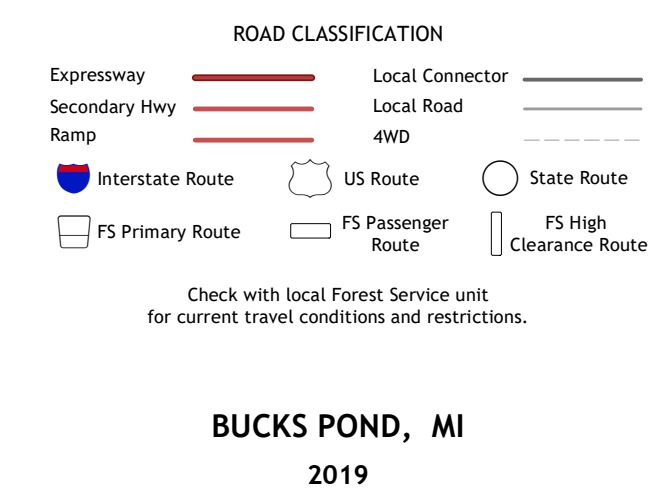 ROAD CLASSIFICATION
Expressway
Local Connector
Secondary Hwy
Local Road
Ramp
4WD
Interstate Route
US Route
State Route
FS Primary Route
FS Passenger
Route
FS High
Clearance Route
Check with local Forest Service unit
for current travel conditions and restrictions.
BUCKS POND,  MI
2019